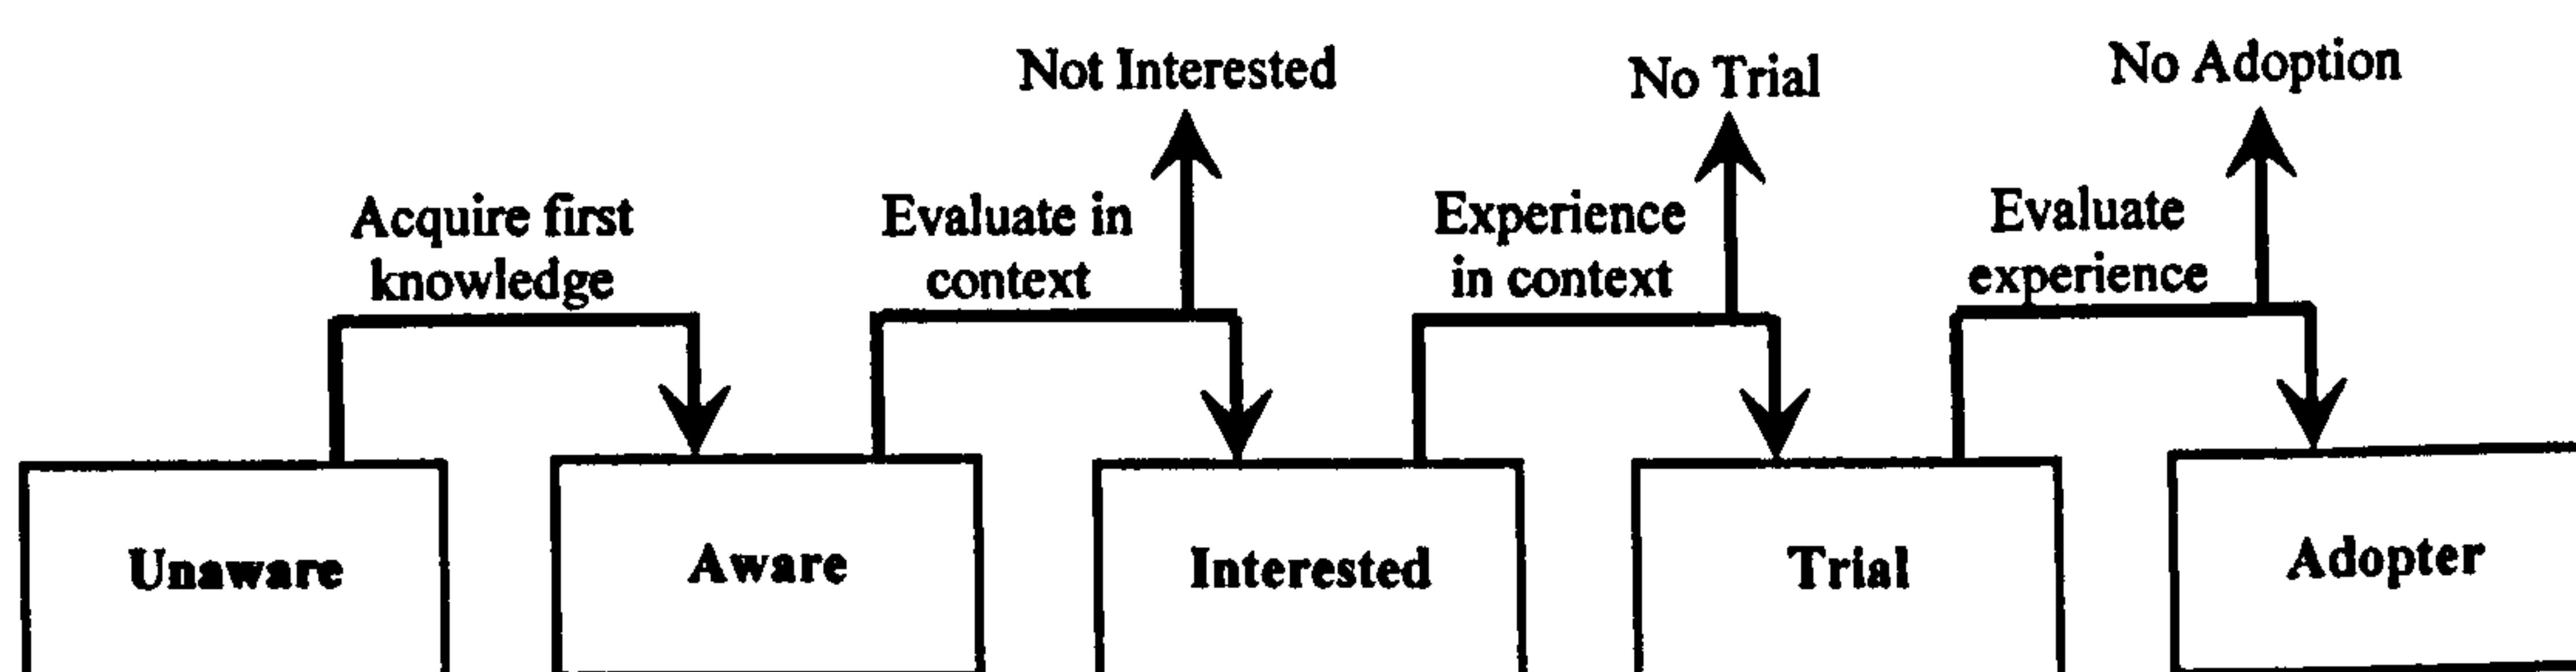 Not Interested
No Trial
No Adoption
Acquire first
knowledge
Evaluate in
context
Experience
in context
Evaluate
experience
Unaware
Aware
Interested
Trial
Adopter